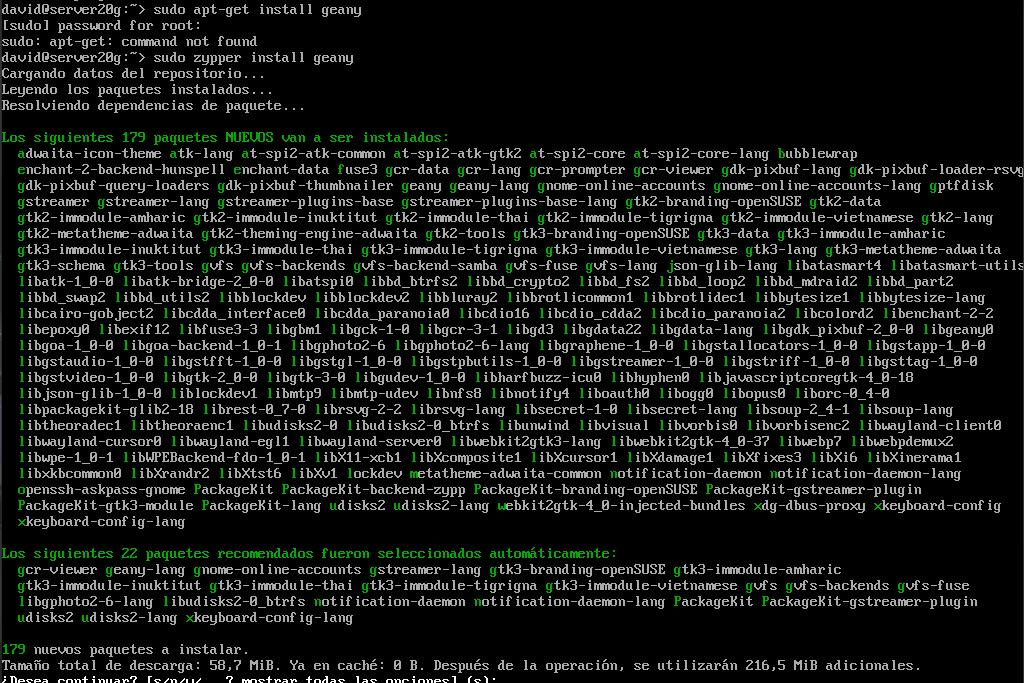 david@server20g:~> sudo apt-get install geany
[sudo] password for root:
sudo: apt-get: command not found
david@server20g:~> sudo zypper install geany
Cargando datos del repositorio...
Leyendo los paquetes instalados...
Resolviendo dependencias de paquete...
Los siguientes 179 paquetes NUEVOS van a ser instalados:
adwaita-icon-theme atk-lang at-spi2-atk-common at-spi2-atk-gtk2 at-spi2-core at-spi2-core-lang bubblewrap
enchant-2-backend-hunspell enchant-data fuse3 gcr-data gcr-lang gcr-prompter gcr-viewer gdk-pixbuf-lang gdk-pixbuf-loader-rsvg
gdk-pixbuf-query-loaders gdk-pixbuf-thumbnailer geany geany-lang gnome-online-accounts gnome-online-accounts-lang gptfdisk
gstreamer gstreamer-lang gstreamer-plugins-base gstreamer-plugins-base-lang gtk2-branding-openSUSE gtk2-data
gtk2-immodule-amharic gtk2-immodule-inuktitut gtk2-immodule-thai gtk2-immodule-tigrigna gtk2-immodule-vietnamese gtk2-lang
gtk2-metatheme-adwaita gtk2-theming-engine-adwaita gtk2-tools gtk3-branding-openSUSE gtk3-data gtk3-immodule-amharic
gtk3-immodule-inuktitut gtk3-immodule-thai gtk3-immodule-tigrigna gtk3-immodule-vietnamese gtk3-lang gtk3-metatheme-adwaita
gtk3-schema gtk3-tools gvfs gvfs-backends gvfs-backend-samba gvfs-fuse gvfs-lang json-glib-lang libatasmart4 libatasmart-utils
libatk-1_0-0 libatk-bridge-2_0-0 libatspi0 libbd_btrfs2 libbd_crypto2 libbd_fs2 libbd_loop2 libbd_mdraid2 libbd_part2
libbd_swap2 libbd_utils2 libblockdev libblockdev2 libbluray2 libbrotlicommon1 libbrotlidec1 libbytesize1 libbytesize-lang
libcairo-gobject2 libcdda_interface0 libcdda_paranoia0 libcdio16 libcdio_cdda2 libcdio_paranoia2 libcolord2 libenchant-2-2
libepoxy0 libexif12 libfuse3-3 libgbm1 libgck-1-0 libgcr-3-1 libgd3 libgdata22 libgdata-lang libgdk_pixbuf-2_0-0 libgeany0
libgoa-1_0-0 libgoa-backend-1_0-1 libgphoto2-6 libgphoto2-6-lang libgraphene-1_0-0 libgstallocators-1_0-0 libgstapp-1_0-0
libgstaudio-1_0-0 libgstfft-1_0-0 libgstgl-1_0-0 libgstpbutils-1_0-0 libgstreamer-1_0-0 libgstriff-1_0-0 libgsttag-1_0-0
libgstvideo-1_0-0 libgtk-2_0-0 libgtk-3-0 libgudev-1_0-0 libharfbuzz-icu0 libhyphen0 libjavascriptcoregtk-4_0-18
libjson-glib-1_0-0 liblockdev1 libmtp9 libmtp-udev libnfs8 libnotify4 liboauth0 libogg0 libopus0 liborc-0_4-0
libpackagekit-glib2-18 librest-0_7-0 librsvg-2-2 librsvg-lang libsecret-1-0 libsecret-lang libsoup-2_4-1 libsoup-lang
libtheoradec1 libtheoraenc1 libudisks2-0 libudisks2-0_btrfs libunwind libvisual libvorbis0 libvorbisenc2 libwayland-client0
libwayland-cursor0 libwayland-egl1 libwayland-server0 libwebkit2gtk3-lang libwebkit2gtk-4_0-37 libwebp7 libwebpdemux2
libwpe-1_0-1 libWPEBackend-fdo-1_0-1 libX11-xcb1 libXcomposite1 libXcursor1 libXdamage1 libXfixes3 libXi6 libXinerama1
libxkbcommon0 libXrandr2 libXtst6 libXv1 lockdev metatheme-adwaita-common notification-daemon notification-daemon-lang
openssh-askpass-gnome PackageKit PackageKit-backend-zypp PackageKit-branding-openSUSE PackageKit-gstreamer-plugin
PackageKit-gtk3-module PackageKit-lang udisks2 udisks2-lang webkit2gtk-4_0-injected-bundles xdg-dbus-proxy xkeyboard-config
xkeyboard-config-lang
Los siguientes 22 paquetes recomendados fueron seleccionados automáticamente:
gcr-viewer geany-lang gnome-online-accounts gstreamer-lang gtk3-branding-openSUSE gtk3-immodule-amharic
gtk3-immodule-inuktitut gtk3-immodule-thai gtk3-immodule-tigrigna gtk3-immodule-vietnamese gvfs gvfs-backends gvfs-fuse
libgphoto2-6-lang libudisks2-0_btrfs notification-daemon notification-daemon-lang PackageKit PackageKit-gstreamer-plugin
udisks2 udisks2-lang xkeyboard-config-lang
179 nuevos paquetes a instalar.
Tamaño total de descarga: 58,7 MiB. Ya en caché: 0 B. Después de la operación, se utilizarán 216,5 MiB adicionales.
¿Desea continuar? [s/n/v/...? mostrar todas las opciones] (s):